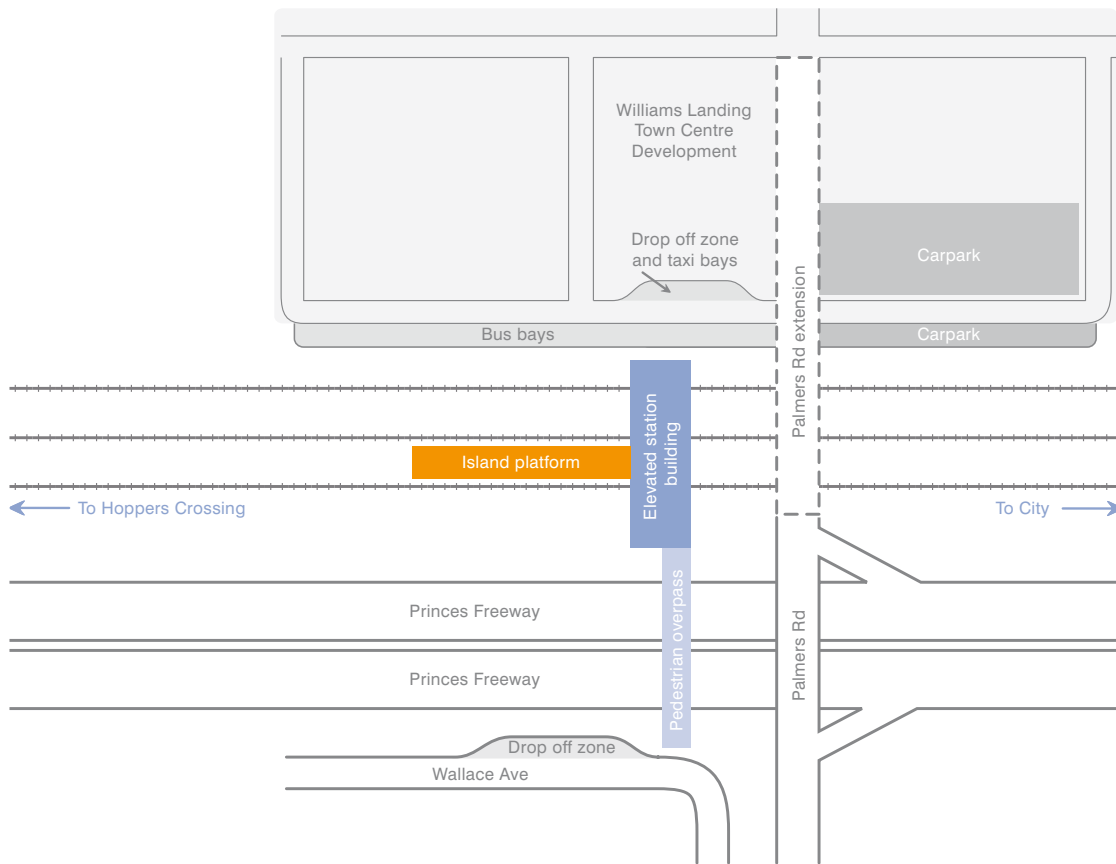 Williams Landing
Town Centre
Development
Drop off zone
and taxi bays
Carpark
Palmers Rd extension
Bus bays
Carpark
Elevated station
building
Island platform
To Hoppers Crossing
To City
Princes Freeway
Pedestrian overpass
Palmers Rd
Princes Freeway
Drop off zone
Wallace Ave